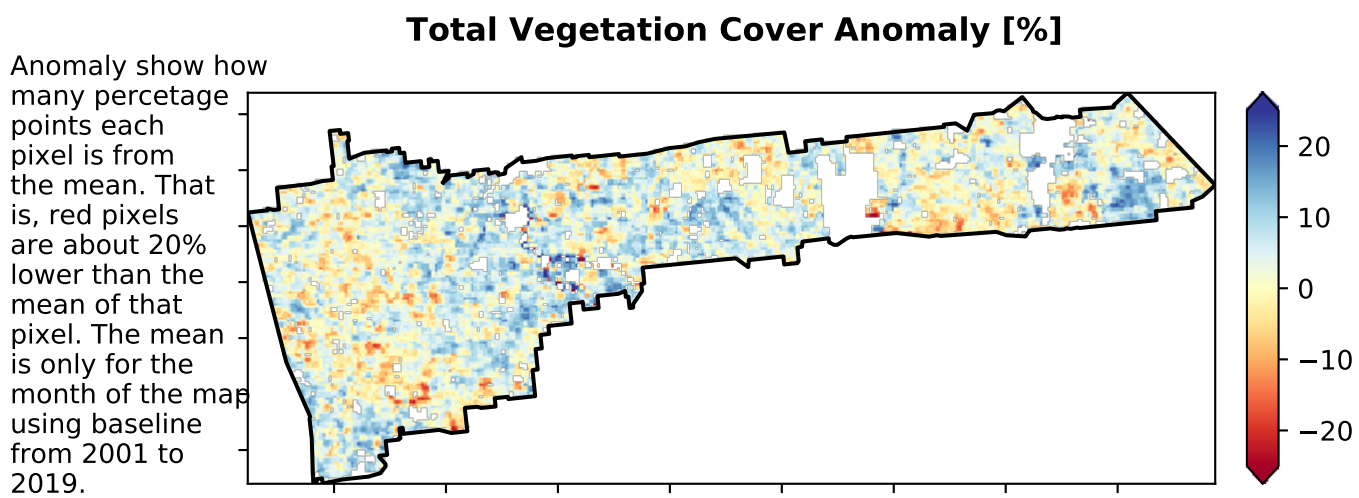 Total Vegetation Cover Anomaly [%]
Anomaly show how
many percetage
points each
pixel is from
the mean. That
is, red pixels
are about 20%
lower than the
mean of that
pixel. The mean
is only for the
month of the map
using baseline
from 2001 to
2019.
20
10
0
−10
−20